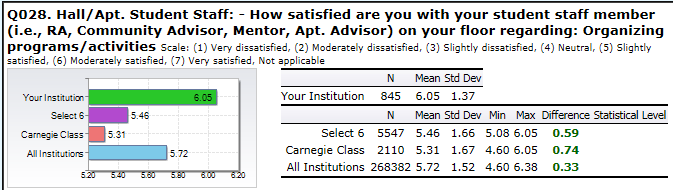 Q028. Hall/Apt. Student Staff: - How satisfied are you with your student staff member
(i.e., RA, Community Advisor, Mentor, Apt. Advisor) on your floor regarding: Organizing
programs/activities Scale: (1) Very dissatisfied, (2) Moderately dissatisfied, (3) Slightly dissatisfied, (4) Neutral, (5) Slightly
satisfied, (6) Moderately satisfied, (7) Very satisfied, Not applicable
Your Institution 6.05
Select 6 5.46
Carnegie Class 5.31
All Institutions 5.72
5.20 5.40 5.60 5.80 6.00 6.20
N Mean Std Dev
Your Institution 845 6.05 1.37
N Mean Std Dev Min Max Difference Statistical Level
Select 6 5547 5.46 1.66 5.08 6.05 0.59
Carnegie Class 2110 5.31 1.67 4.60 6.05 0.74
All Institutions 268382 5.72 1.52 4.60 6.38 0.33